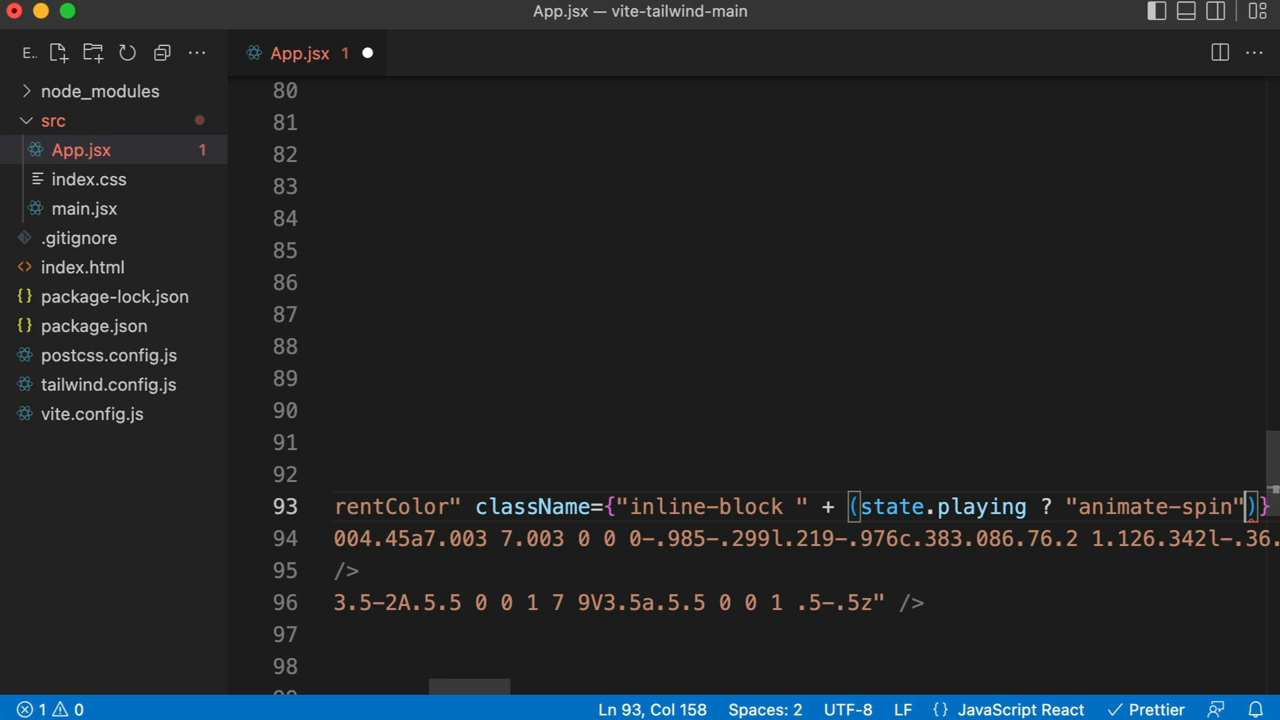 App.jsx — vite-tailwind-main
E..
App.jsx 1
node_modules
src
App.jsx 1
index.css
main.jsx
.gitignore
index.html
package-lock.json
package.json
postcss.config.js
tailwind.config.js
vite.config.js
80
81
82
83
84
85
86
87
88
89
90
91
92
93 rentColor" className={"inline-block " + (state.playing ? "animate-spin")}
94 004.45a7.003 7.003 0 0 0-.985-.299l.219-.976c.383.086.76.2 1.126.342l-.36.
95 />
96 3.5-2A.5.5 0 0 1 7 9V3.5a.5.5 0 0 1 .5-.5z" />
97
98
1 0 Ln 93, Col 158 Spaces: 2 UTF-8 LF {} JavaScript React Prettier